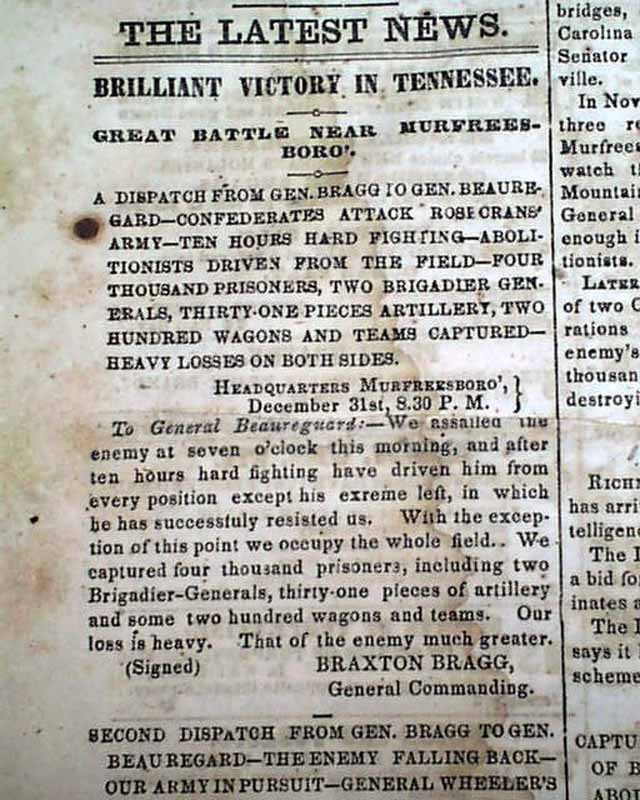 THE LATEST NEWS.
BRILLIANT VICTORY IN TENNESSEE.
GREAT BATTLE NEAR MURFREES-
BORO'.
A DISPATCH FROM GEN. BRAGG TO GEN. BEAURE-
GARD—CONFEDERATES ATTACK ROSECRANS'
ARMY—TEN HOURS HARD FIGHTING—ABOLI-
TIONISTS DRIVEN FROM THE FIELD—FOUR
THOUSAND PRISONERS, TWO BRIGADIER GEN-
ERALS, THIRTY-ONE PIECES ARTILLERY, TWO
HUNDRED WAGONS AND TEAMS CAPTURED—
HEAVY LOSSES ON BOTH SIDES.
HEADQUARTERS MURFREESBORO',
December 31st, 8.30 P. M.
To General Beaureguard:—We assailed the
enemy at seven o'clock this morning, and after
ten hours hard fighting have driven him from
every position except his exreme left, in which
he has successfuly resisted us. With the excep-
tion of this point we occupy the whole field.. We
captured four thousand prisoners, including two
Brigadier-Generals, thirty-one pieces of artillery
and some two hundred wagons and teams. Our
loss is heavy. That of the enemy much greater.
(Signed) BRAXTON BRAGG,
General Commanding.
SECOND DISPATCH FROM GEN. BRAGG TO GEN.
BEAUREGARD—THE ENEMY FALLING BACK—
OUR ARMY IN PURSUIT—GENERAL WHEELER'S
bridges,
Carolina
Senator
ville.
In Nov
three re
Murfrees
watch th
Mountai
General
enough i
tionists.
LATER
of two C
rations
enemy's
thousan
destroyi
RICHM
has arri
telligenc
The
a bid for
inates a
The
says it
scheme
CAPTU
OF B
ABOL